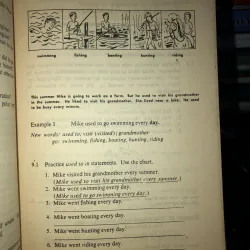 swimming fishing boating hunting riding
This summer Mike is going to work on a farm. But he used to visit his grandmother
in the summer. He liked to visit his grandmother. She lived near a lake. He used
to be busy every minute.
Example 1 Mike used to go swimming every day.
New words: used to; visit (visited); grandmother
go: swimming, fishing, boating, hunting, riding
9.1 Practice used to in statements. Use the chart.
1. Mike visited his grandmother every summer.
(Mike used to visit his grandmother every summer.)
2. Mike went swimming every day.
(Mike used to go swimming every day.)
3. Mike went fishing every day.
4. Mike went boating every day.
5. Mike went hunting every day.
6. Mike went riding every day.